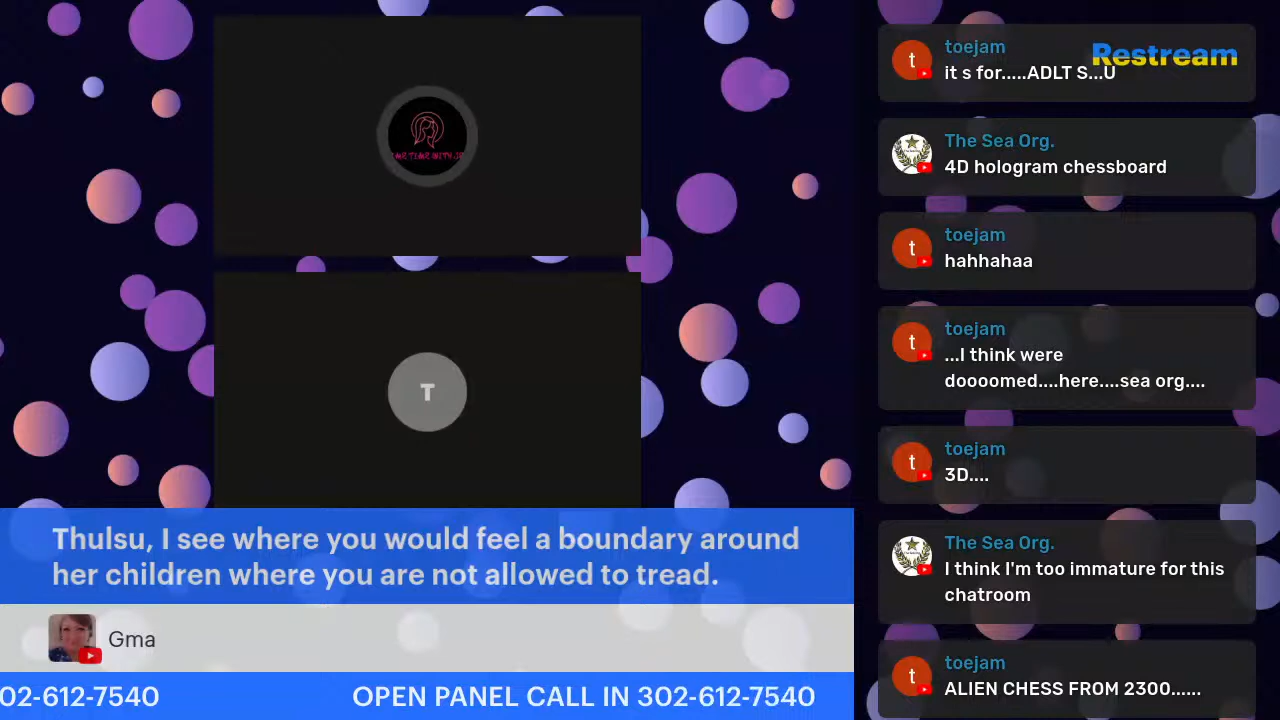 T
Thulsu, I see where you would feel a boundary around
her children where you are not allowed to tread.
Gma
02-612-7540
OPEN PANEL CALL IN 302-612-7540
Restream
t
toejam
it s for.....ADLT S...U
The Sea Org.
4D hologram chessboard
t
toejam
hahhahaa
t
toejam
...I think were
doooomed....here....sea org....
t
toejam
3D....
The Sea Org.
I think I'm too immature for this
chatroom
t
toejam
ALIEN CHESS FROM 2300......